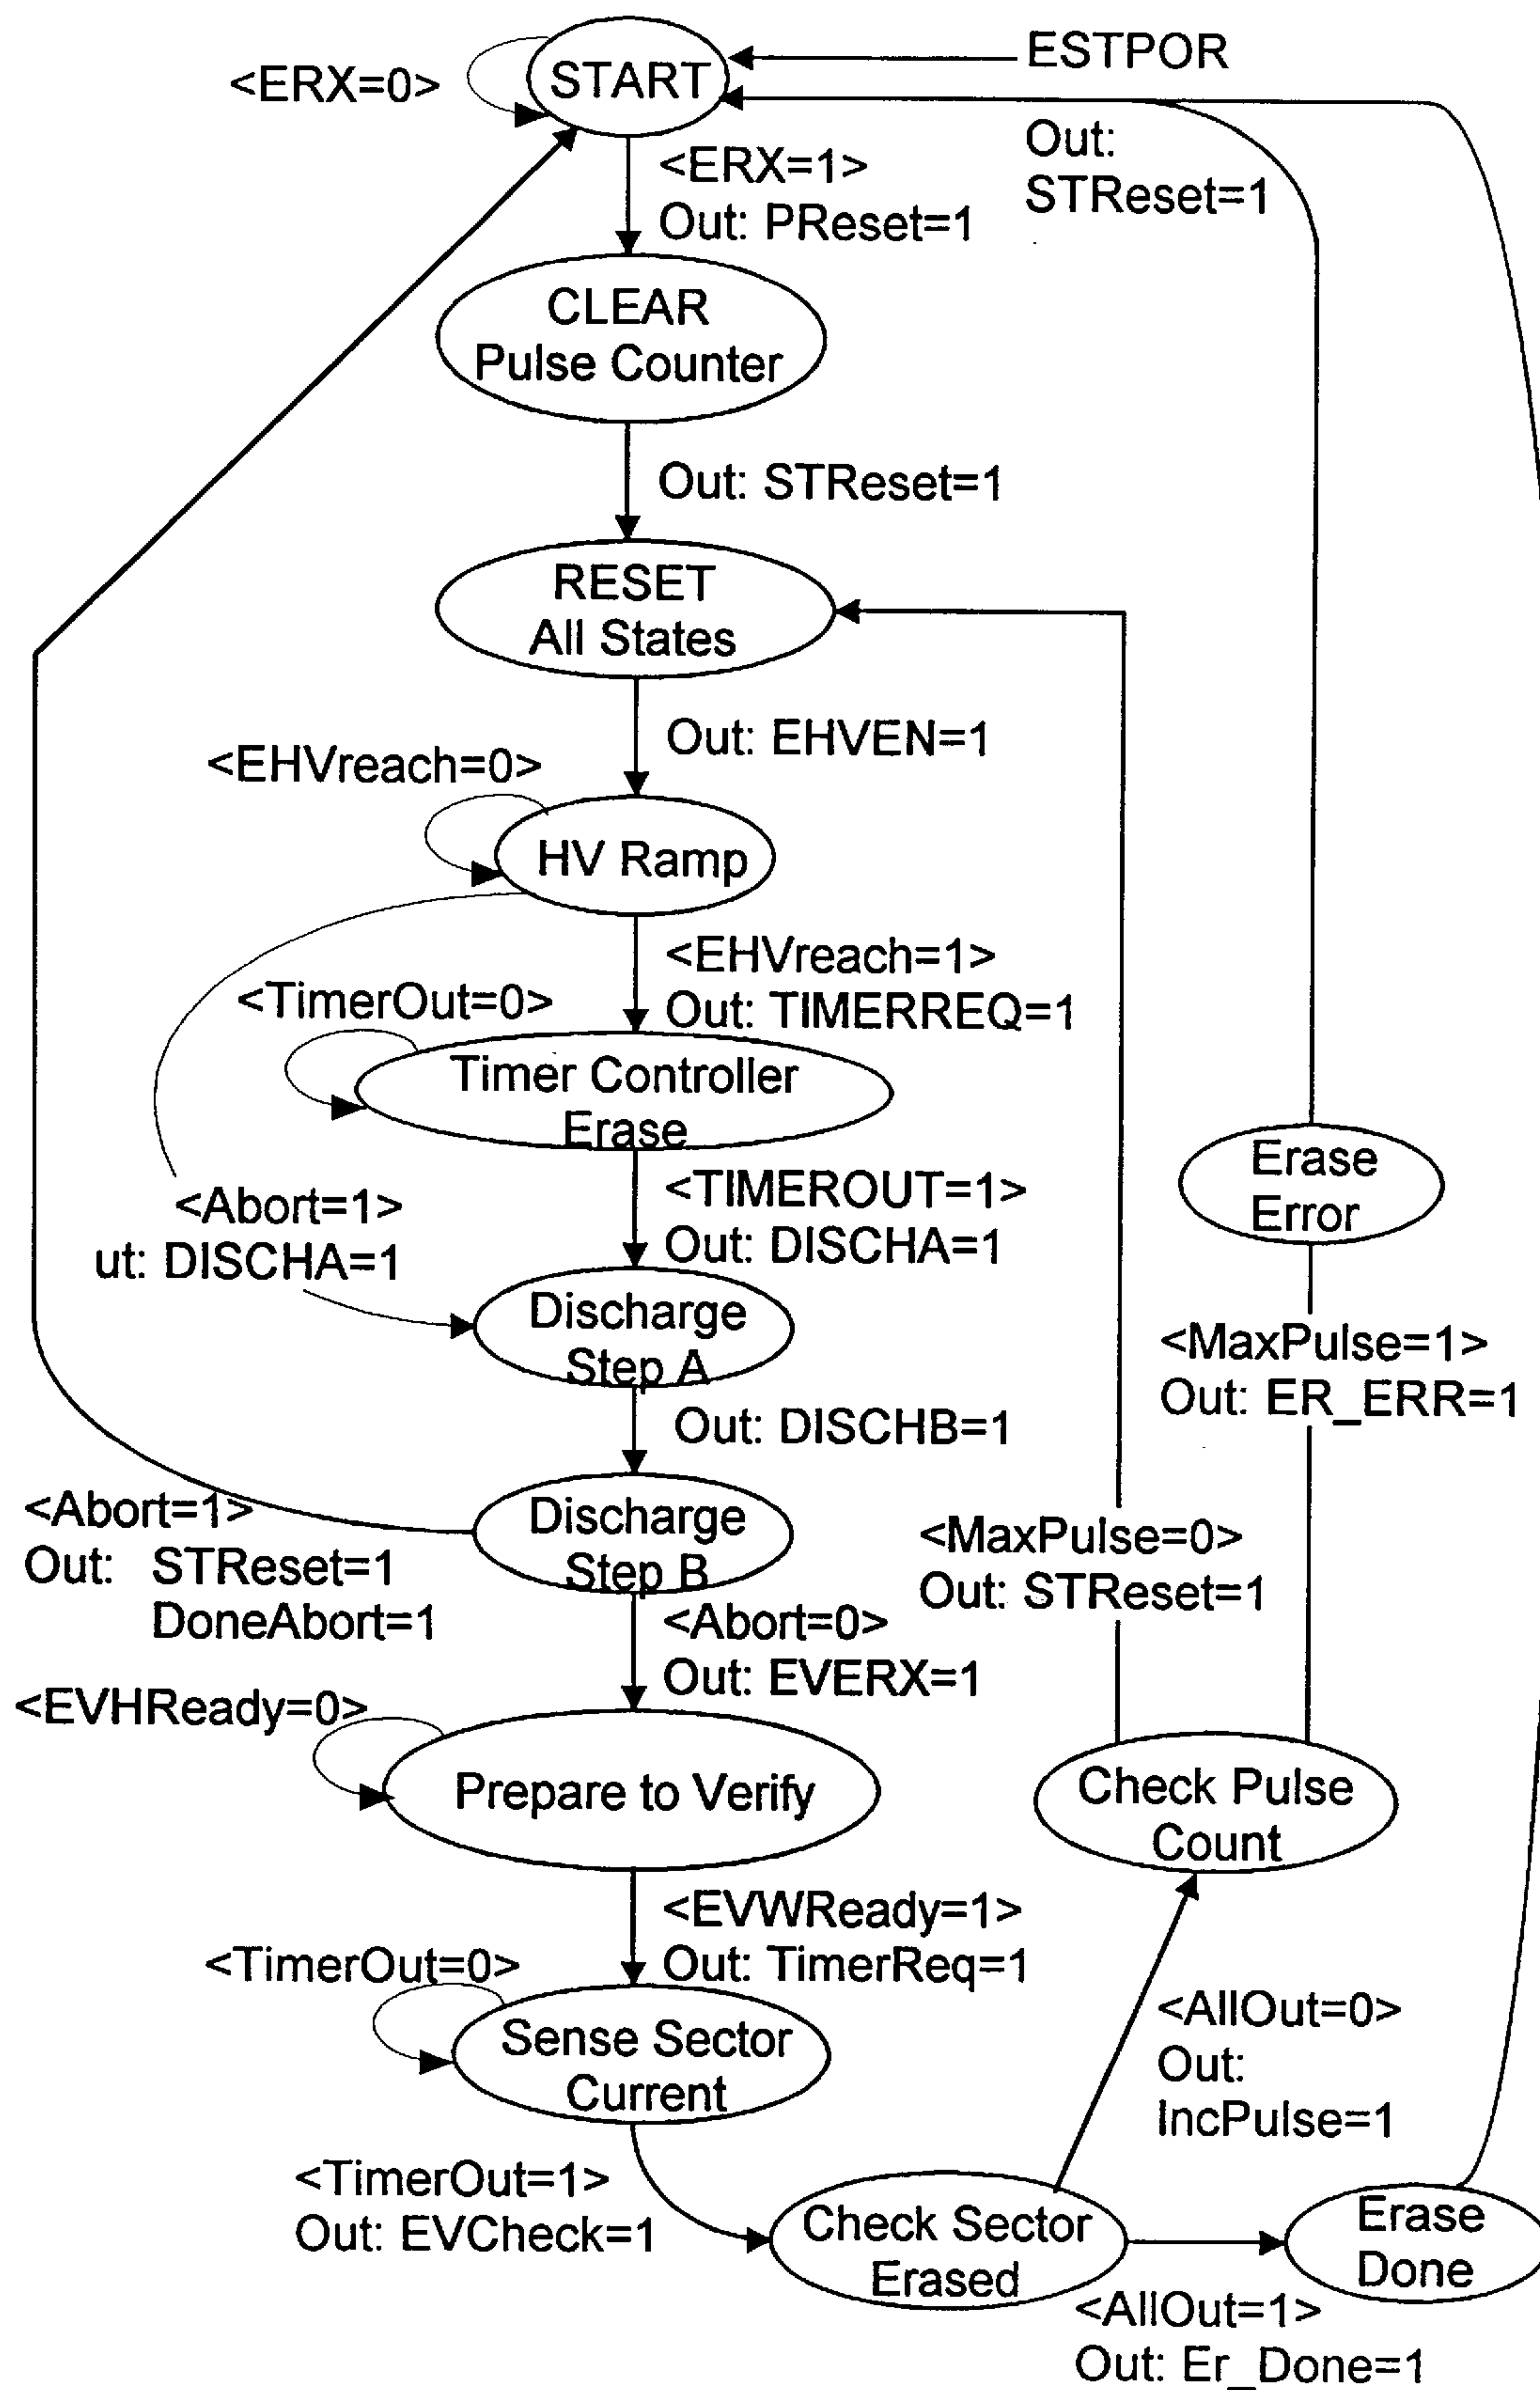 <ERX=0>
START
ESTPOR
<ERX=1>
Out: PReset=1
Out:
STReset=1
CLEAR
Pulse Counter
Out: STReset=1
RESET
All States
Out: EHVEN=1
<EHVreach=0>
HV Ramp
<EHVreach=1>
Out: TIMERREQ=1
<TimerOut=0>
Timer Controller
Erase
<Abort=1>
ut: DISCHA=1
<TIMEROUT=1>
Out: DISCHA=1
Erase
Error
Discharge
Step A
<MaxPulse=1>
Out: ER_ERR=1
Out: DISCHB=1
<Abort=1>
Out: STReset=1
DoneAbort=1
Discharge
Step B
<MaxPulse=0>
Out: STReset=1
<Abort=0>
Out: EVERX=1
<EVHReady=0>
Prepare to Verify
Check Pulse
Count
<EVWReady=1>
Out: TimerReq=1
<TimerOut=0>
Sense Sector
Current
<AllOut=0>
Out:
IncPulse=1
<TimerOut=1>
Out: EVCheck=1
Check Sector
Erased
Erase
Done
<AllOut=1>
Out: Er_Done=1